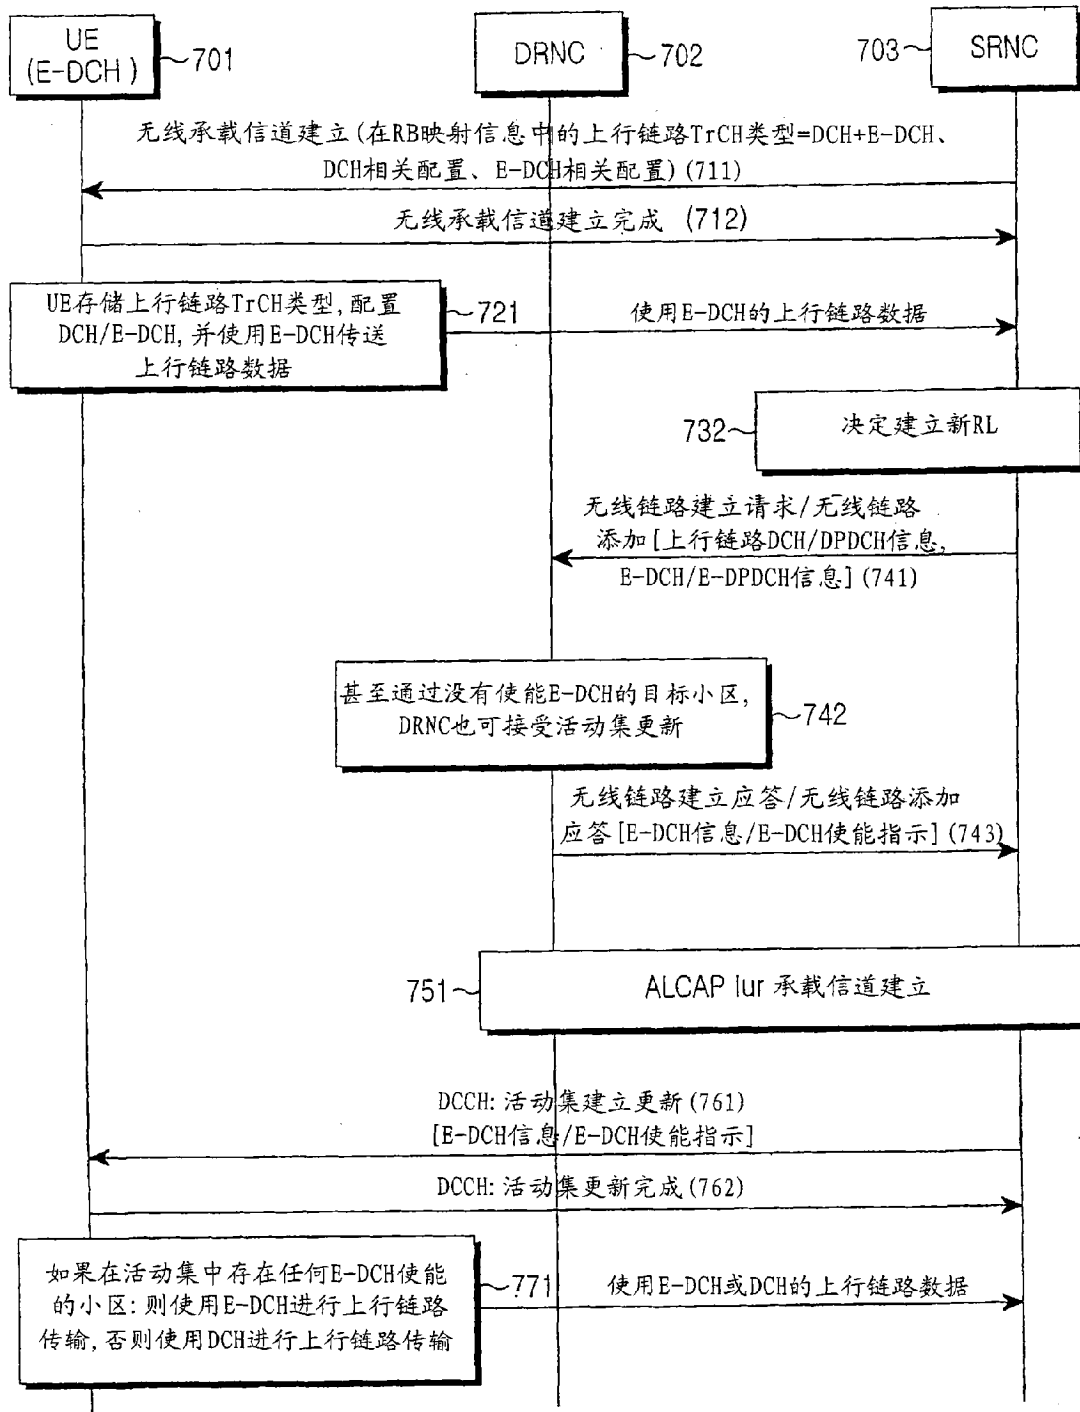 UE
(E-DCH)
701
DRNC
702
703
SRNC
无线承载信道建立(在RB映射信息中的上行链路TrCH类型=DCH+E-DCH、
DCH相关配置、E-DCH相关配置)(711)
无线承载信道建立完成 (712)
UE存储上行链路TrCH类型,配置
DCH/E-DCH,并使用E-DCH传送
上行链路数据
721
使用E-DCH的上行链路数据
732
决定建立新RL
无线链路建立请求/无线链路
添加[上行链路DCH/DPDCH信息,
E-DCH/E-DPDCH信息](741)
甚至通过没有使能E-DCH的目标小区,
DRNC也可接受活动集更新
742
无线链路建立应答/无线链路添加
应答[E-DCH信息/E-DCH使能指示](743)
751
ALCAP Iur 承载信道建立
DCCH:活动集建立更新(761)
[E-DCH信息/E-DCH使能指示]
DCCH:活动集更新完成(762)
如果在活动集中存在任何E-DCH使能
的小区:则使用E-DCH进行上行链路
传输,否则使用DCH进行上行链路传输
771
使用E-DCH或DCH的上行链路数据